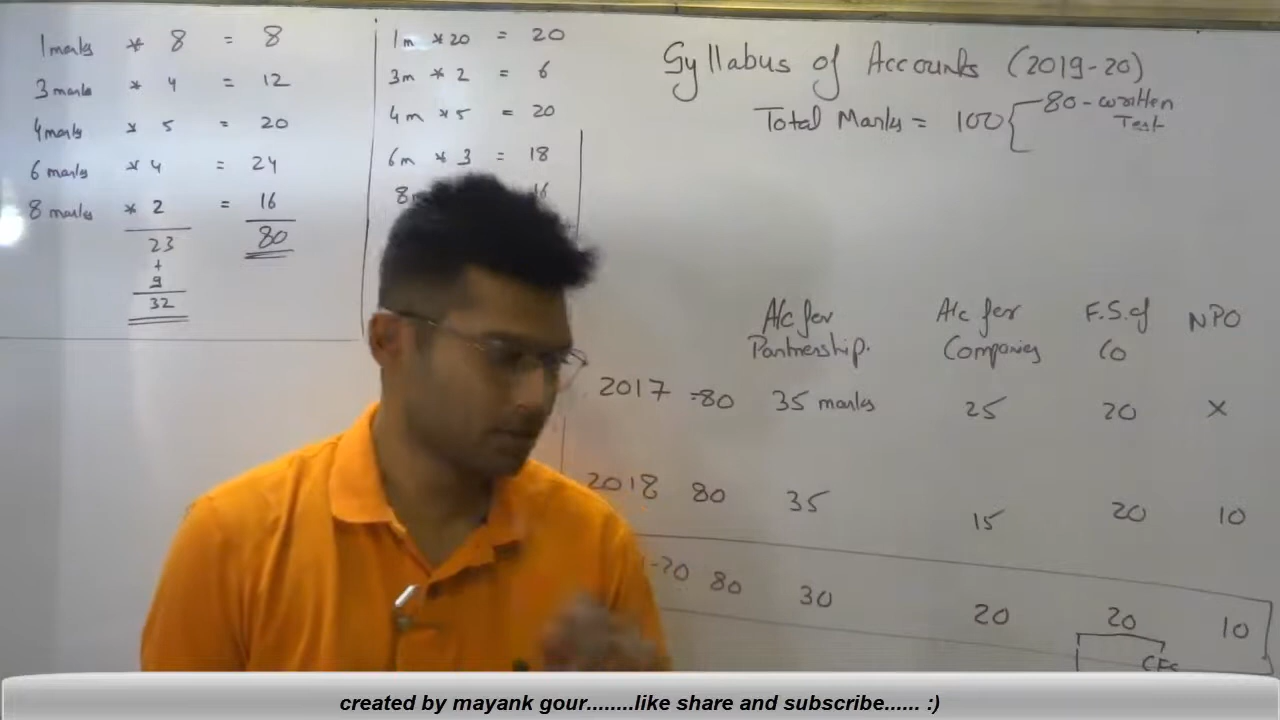 1 marks * 8 = 8
3 marks * 4 = 12
4 marks * 5 = 20
6 marks * 4 = 24
8 marks * 2 = 16
23 80
+
9
32
1m * 20 = 20
3m * 2 = 6
4m * 5 = 20
6m * 3 = 18
8m 16
Syllabus of Accounts (2019-20)
Total Marks = 100 { 80 - written
Test
A/c for A/c for F.S. of NPO
Partnership. Companies Co
2017 = 80 35 marks 25 20 X
2018 80 35 15 20 10
-20 80 30 20 20 10
CFS
created by mayank gour........like share and subscribe...... :)